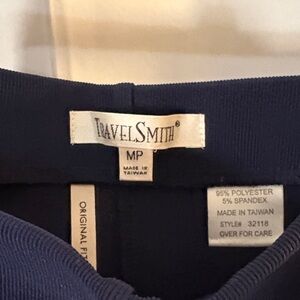 TRAVELSMITH®
MP
MADE IN
TAIWAN
ORIGINAL FIT
95% POLYESTER
5% SPANDEX
MADE IN TAIWAN
STYLE# 32118
OVER FOR CARE